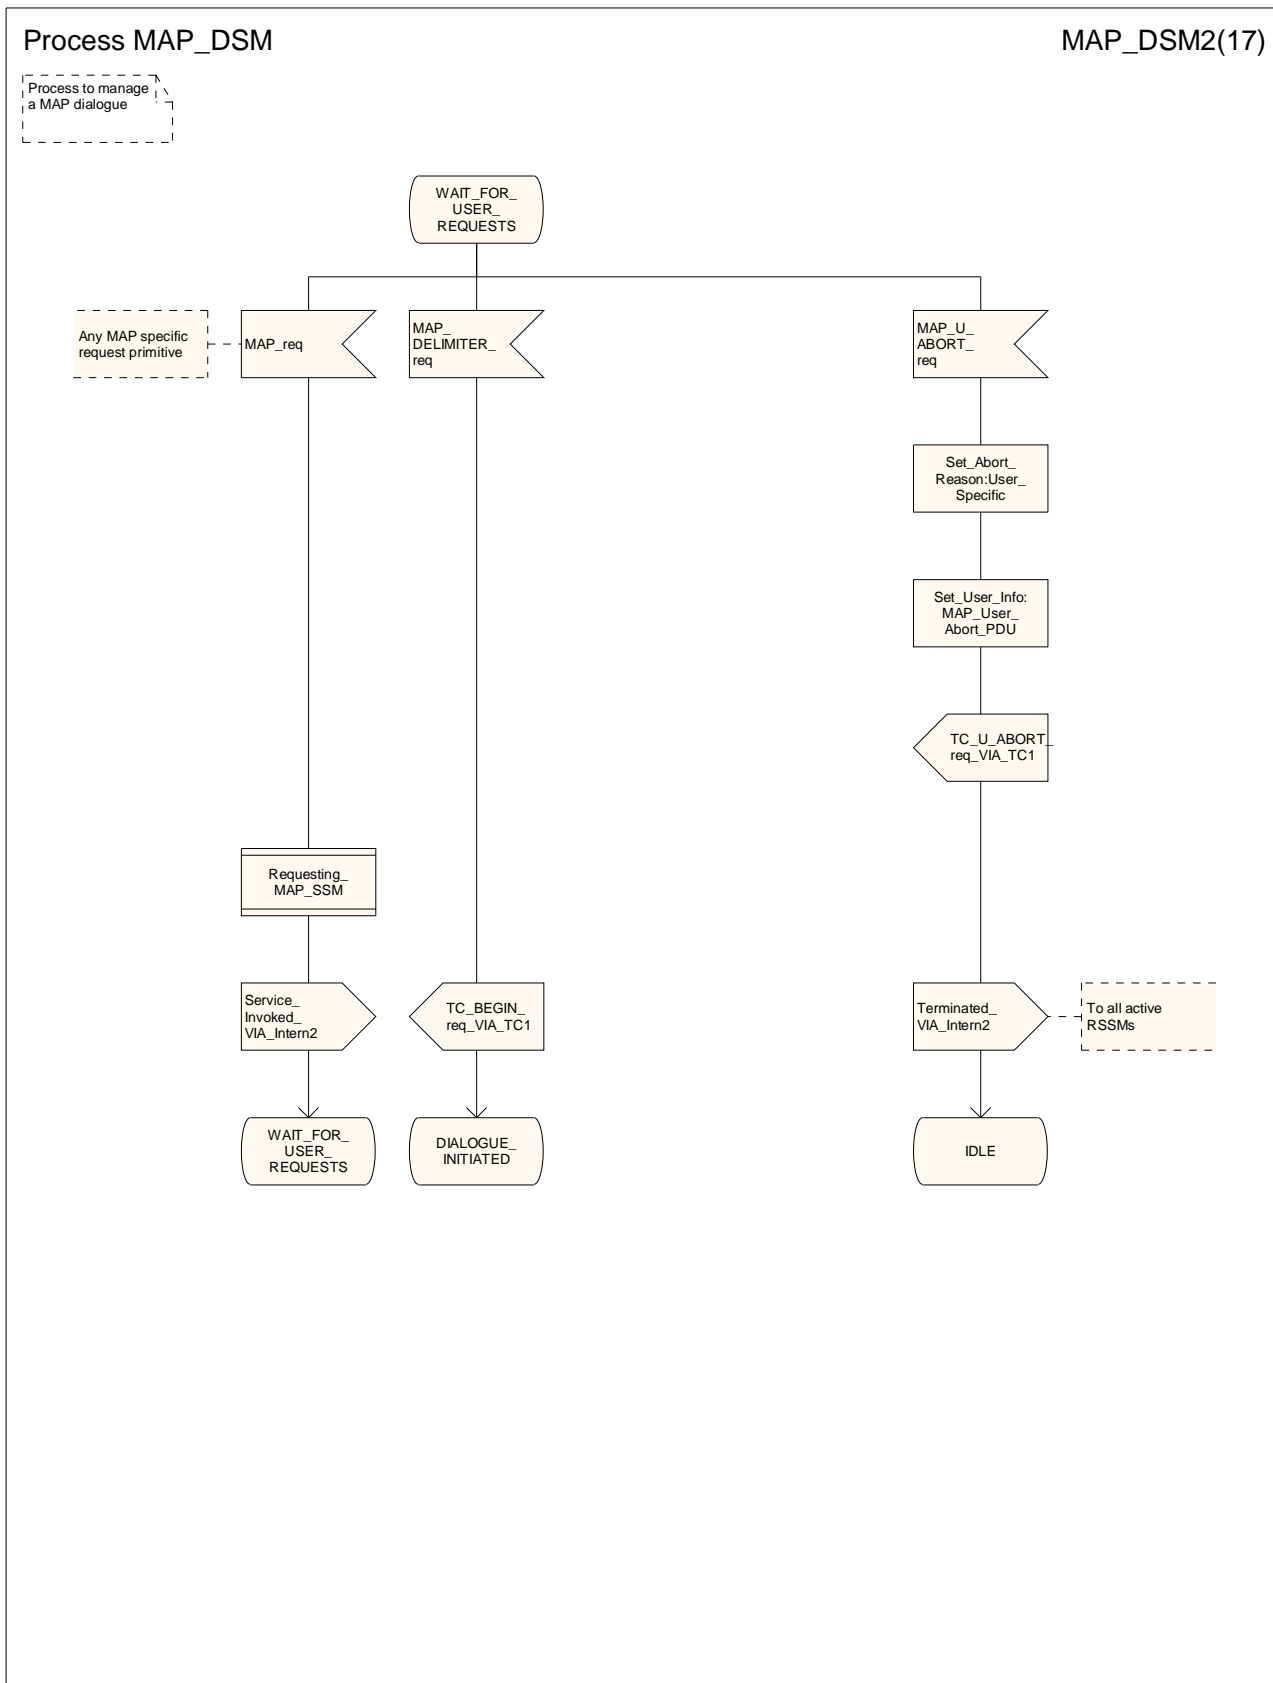 Process MAP_DSM
MAP_DSM2(17)
Process to manage
a MAP dialogue
WAIT_FOR_
USER_
REQUESTS
Any MAP specific
request primitive
MAP_req
MAP_
DELIMITER_
req
MAP_U_
ABORT_
req
Set_Abort_
Reason:User_
Specific
Set_User_Info:
MAP_User_
Abort_PDU
TC_U_ABORT_
req_VIA_TC1
Requesting_
MAP_SSM
Service_
Invoked_
VIA_Intern2
TC_BEGIN_
req_VIA_TC1
Terminated_
VIA_Intern2
To all active
RSSMs
WAIT_FOR_
USER_
REQUESTS
DIALOGUE_
INITIATED
IDLE